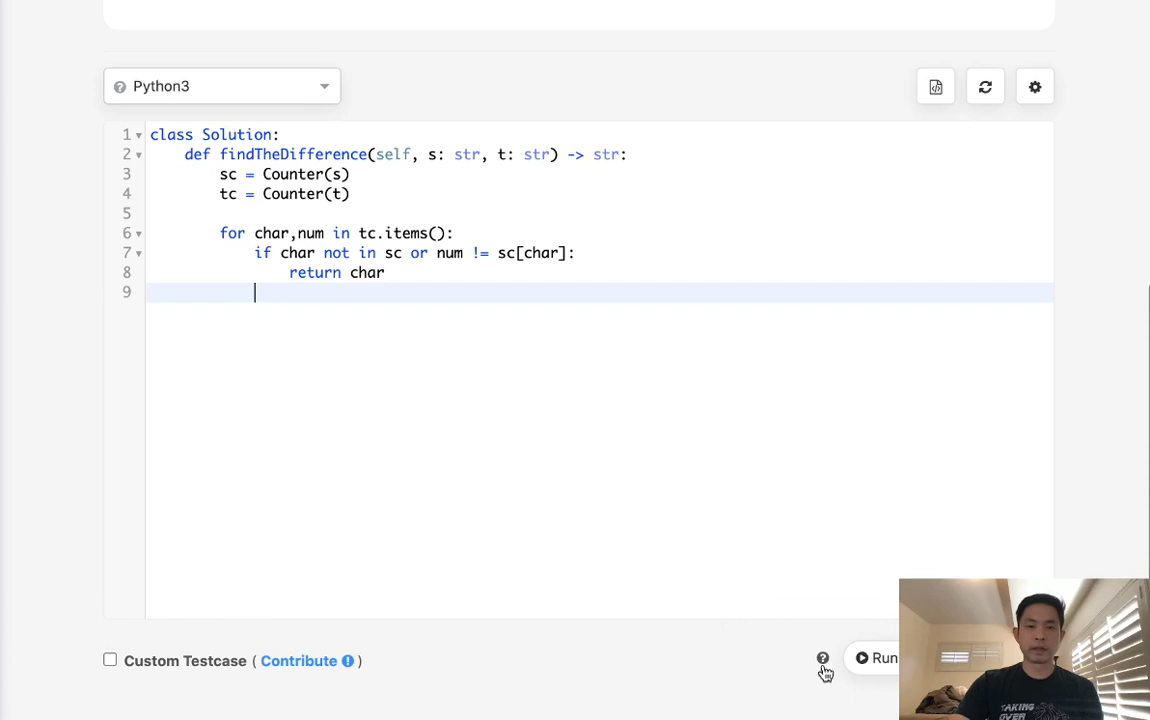 Python3
1 class Solution:
2 def findTheDifference(self, s: str, t: str) -> str:
3 sc = Counter(s)
4 tc = Counter(t)
5
6 for char,num in tc.items():
7 if char not in sc or num != sc[char]:
8 return char
9
Custom Testcase ( Contribute )
Run
TAKING
OVER